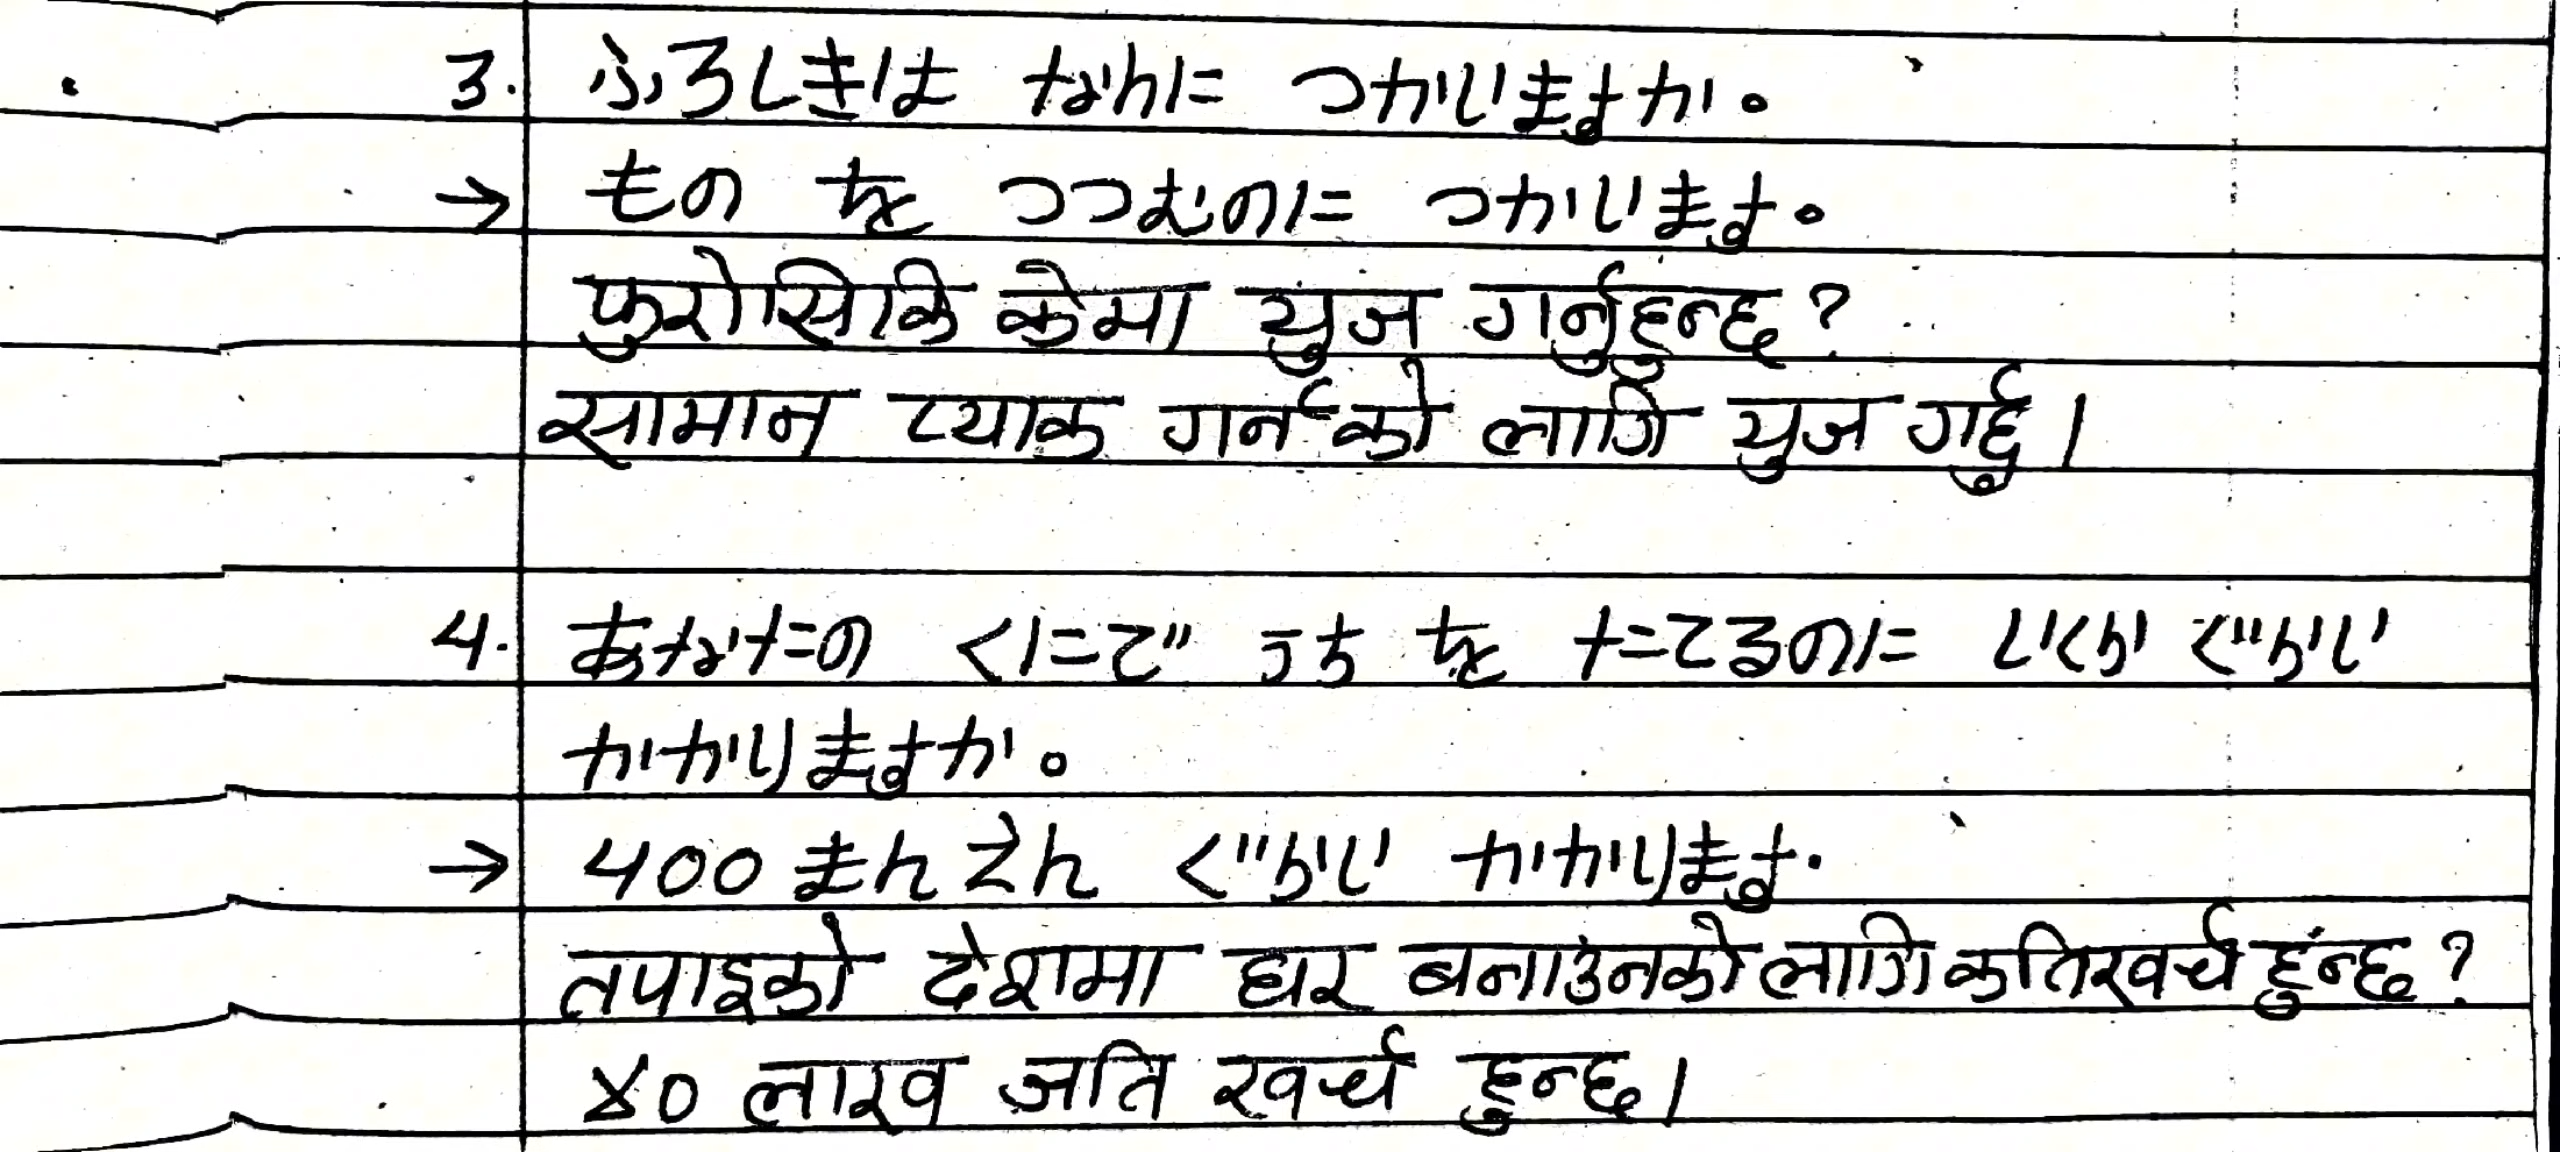 3. ふろしきは なんに つかいますか。
→ もの を つつむのに つかいます。
फुरोसिकि केमा युज गर्नुहुन्छ ?
सामान प्याक गर्नको लागि युज गर्छु।
4. あなたの くにで うち を たてるのに いくら ぐらい
かかりますか。
→ 400まんえん ぐらい かかります.
तपाइको देशमा घर बनाउनको लागि कतिखर्च हुंन्छ ?
४० लाख जति खर्च हुन्छ।